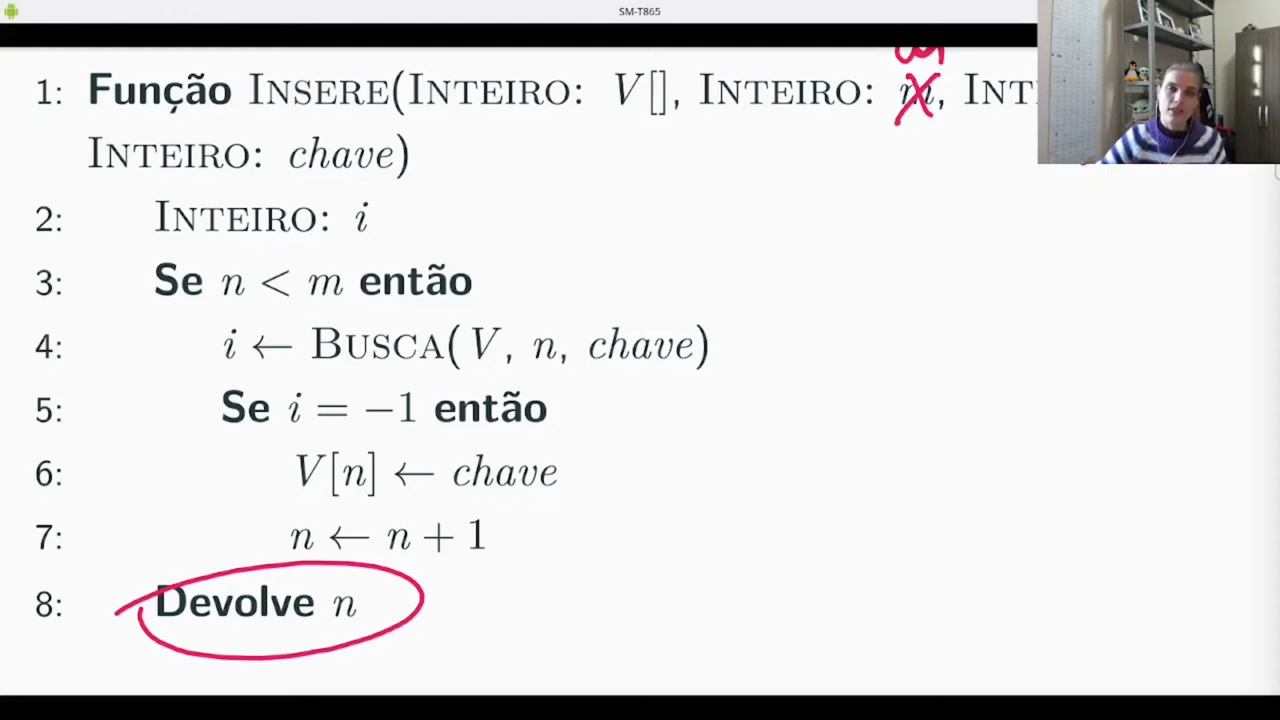 SM-T865
1: Função INSERE(INTEIRO: V[], INTEIRO: m, INT
INTEIRO: chave)
2: INTEIRO: i
3: Se n < m então
4: i ← BUSCA(V, n, chave)
5: Se i = −1 então
6: V[n] ← chave
7: n ← n + 1
8: Devolve n